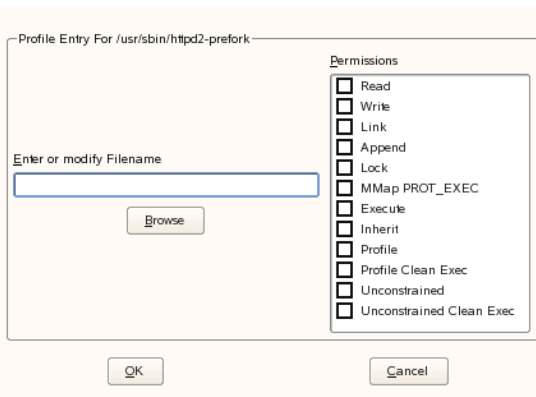 Profile Entry For /usr/sbin/httpd2-prefork
Permissions
Read
Write
Link
Append
Lock
MMap PROT_EXEC
Execute
Inherit
Profile
Profile Clean Exec
Unconstrained
Unconstrained Clean Exec
Enter or modify Filename
Browse
OK
Cancel